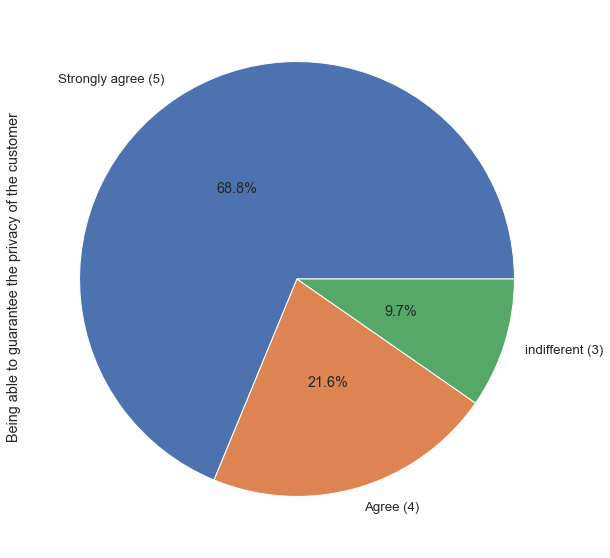 Being able to guarantee the privacy of the customer
Strongly agree (5)
68.8%
9.7%
indifferent (3)
21.6%
Agree (4)